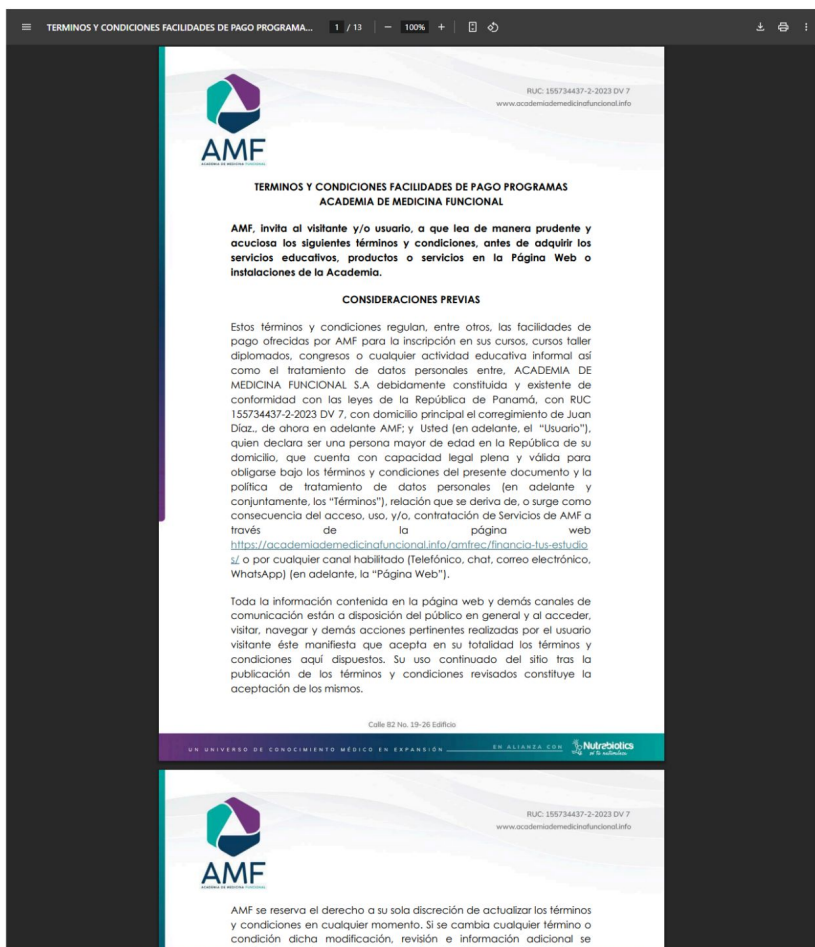 TERMINOS Y CONDICIONES FACILIDADES DE PAGO PROGRAMA...
1 / 13
100%
RUC: 155734437-2-2023 DV 7
www.academiademedicinafuncional.info
AMF
ACADEMIA DE MEDICINA FUNCIONAL
TERMINOS Y CONDICIONES FACILIDADES DE PAGO PROGRAMAS
ACADEMIA DE MEDICINA FUNCIONAL
AMF, invita al visitante y/o usuario, a que lea de manera prudente y
acuciosa los siguientes términos y condiciones, antes de adquirir los
servicios educativos, productos o servicios en la Página Web o
instalaciones de la Academia.
CONSIDERACIONES PREVIAS
Estos términos y condiciones regulan, entre otros, las facilidades de
pago ofrecidas por AMF para la inscripción en sus cursos, cursos taller
diplomados, congresos o cualquier actividad educativa informal así
como el tratamiento de datos personales entre, ACADEMIA DE
MEDICINA FUNCIONAL S.A debidamente constituida y existente de
conformidad con las leyes de la República de Panamá, con RUC
155734437-2-2023 DV 7, con domicilio principal el corregimiento de Juan
Díaz., de ahora en adelante AMF; y Usted (en adelante, el “Usuario”),
quien declara ser una persona mayor de edad en la República de su
domicilio, que cuenta con capacidad legal plena y válida para
obligarse bajo los términos y condiciones del presente documento y la
política de tratamiento de datos personales (en adelante y
conjuntamente, los “Términos”), relación que se deriva de, o surge como
consecuencia del acceso, uso, y/o, contratación de Servicios de AMF a
través de la página web
https://academiademedicinafuncional.info/amfrec/financia-tus-estudio
s/ o por cualquier canal habilitado (Telefónico, chat, correo electrónico,
WhatsApp) (en adelante, la “Página Web”).
Toda la información contenida en la página web y demás canales de
comunicación están a disposición del público en general y al acceder,
visitar, navegar y demás acciones pertinentes realizadas por el usuario
visitante éste manifiesta que acepta en su totalidad los términos y
condiciones aquí dispuestos. Su uso continuado del sitio tras la
publicación de los términos y condiciones revisados constituye la
aceptación de los mismos.
Calle 82 No. 19-26 Edificio
UN UNIVERSO DE CONOCIMIENTO MÉDICO EN EXPANSIÓN
EN ALIANZA CON
Nutrabiotics
RUC: 155734437-2-2023 DV 7
www.academiademedicinafuncional.info
AMF
ACADEMIA DE MEDICINA FUNCIONAL
AMF se reserva el derecho a su sola discreción de actualizar los términos
y condiciones en cualquier momento. Si se cambia cualquier término o
condición dicha modificación, revisión e información adicional se